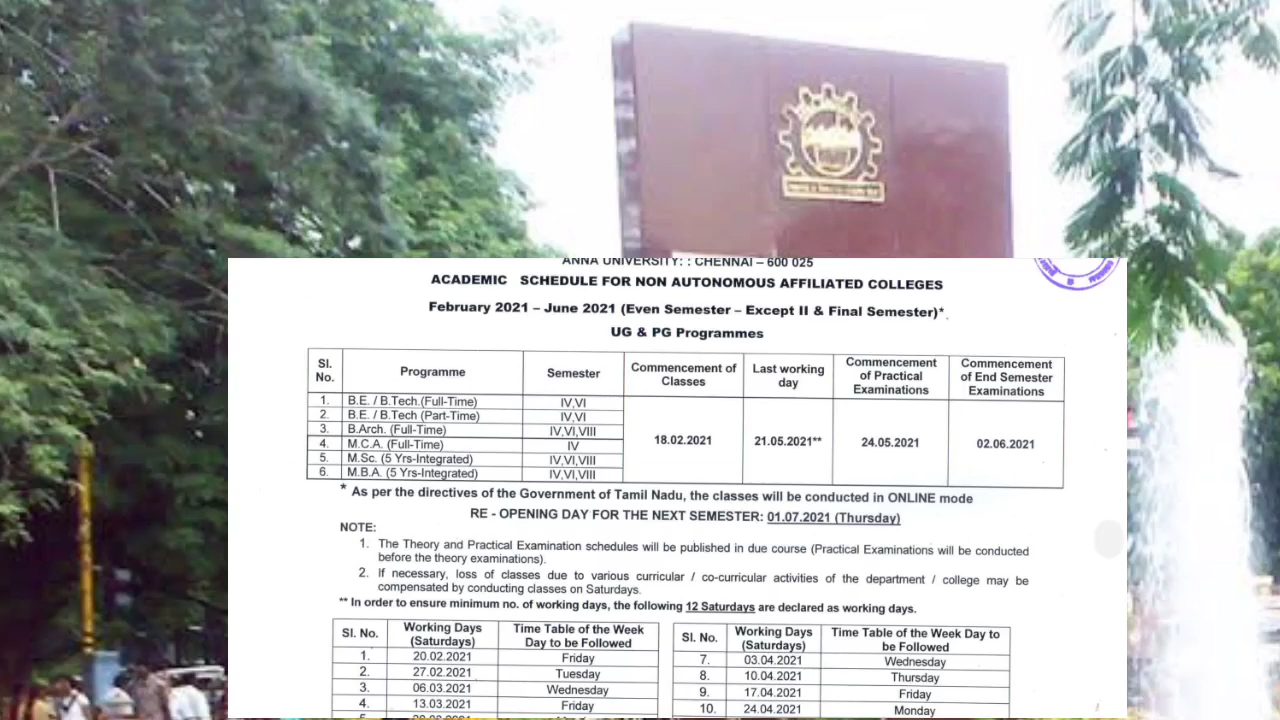 ANNA UNIVERSITY: : CHENNAI – 600 025
ACADEMIC SCHEDULE FOR NON AUTONOMOUS AFFILIATED COLLEGES
February 2021 – June 2021 (Even Semester – Except II & Final Semester)*
UG & PG Programmes
Sl. No. Programme Semester Commencement of Classes Last working day Commencement of Practical Examinations Commencement of End Semester Examinations
1. B.E. / B.Tech.(Full-Time) IV,VI
2. B.E. / B.Tech (Part-Time) IV,VI
3. B.Arch. (Full-Time) IV,VI,VIII
4. M.C.A. (Full-Time) IV
5. M.Sc. (5 Yrs-Integrated) IV,VI,VIII
6. M.B.A. (5 Yrs-Integrated) IV,VI,VIII
18.02.2021 21.05.2021** 24.05.2021 02.06.2021
* As per the directives of the Government of Tamil Nadu, the classes will be conducted in ONLINE mode
RE - OPENING DAY FOR THE NEXT SEMESTER: 01.07.2021 (Thursday)
NOTE:
1. The Theory and Practical Examination schedules will be published in due course (Practical Examinations will be conducted
before the theory examinations).
2. If necessary, loss of classes due to various curricular / co-curricular activities of the department / college may be
compensated by conducting classes on Saturdays.
** In order to ensure minimum no. of working days, the following 12 Saturdays are declared as working days.
Sl. No. Working Days (Saturdays) Time Table of the Week Day to be Followed
1. 20.02.2021 Friday
2. 27.02.2021 Tuesday
3. 06.03.2021 Wednesday
4. 13.03.2021 Friday
Sl. No. Working Days (Saturdays) Time Table of the Week Day to be Followed
7. 03.04.2021 Wednesday
8. 10.04.2021 Thursday
9. 17.04.2021 Friday
10. 24.04.2021 Monday